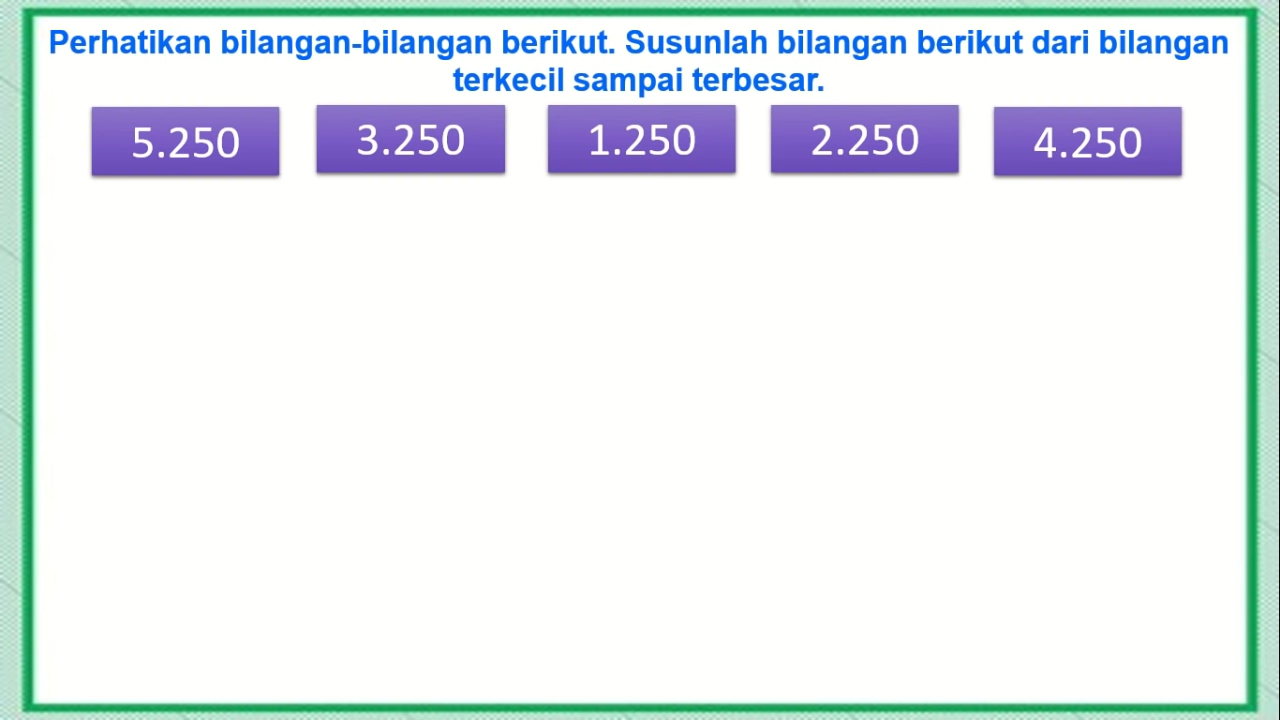 Perhatikan bilangan-bilangan berikut. Susunlah bilangan berikut dari bilangan
terkecil sampai terbesar.
5.250 3.250 1.250 2.250 4.250